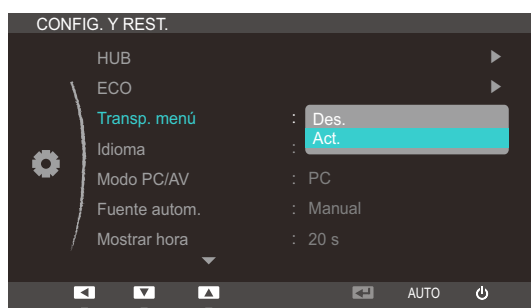 CONFIG. Y REST.
HUB
ECO
Transp. menú : Des.
Act.
Idioma :
Modo PC/AV : PC
Fuente autom. : Manual
Mostrar hora : 20 s
AUTO